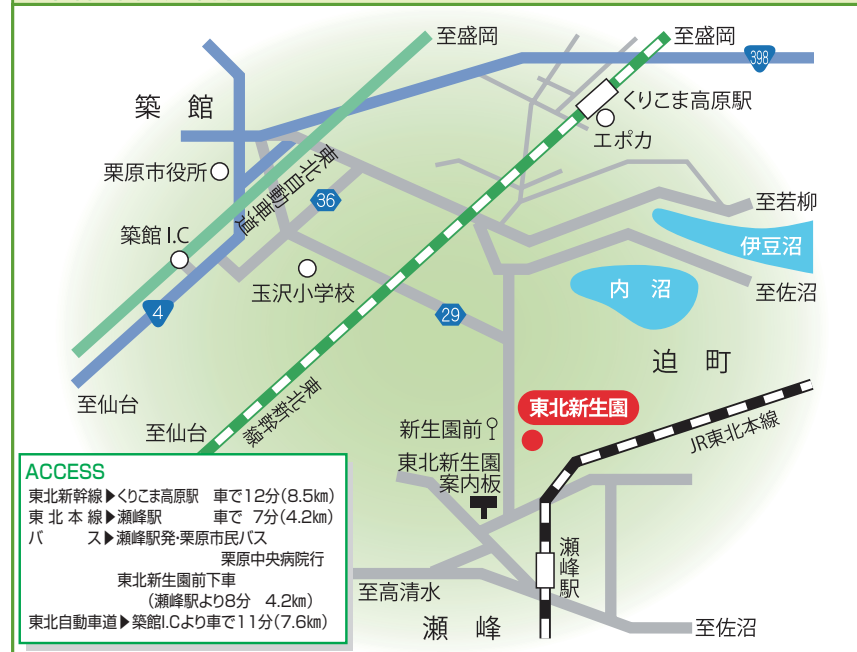 至盛岡
至盛岡
398
築 館
くりこま高原駅
エポカ
栗原市役所
東北自動車道
36
至若柳
築館 I.C
伊豆沼
玉沢小学校
内 沼
至佐沼
4
29
迫 町
至仙台
東北新幹線
東北新生園
至仙台
新生園前
JR東北本線
東北新生園
案内板
ACCESS
東北新幹線▶くりこま高原駅 車で12分(8.5km)
東北本線▶瀬峰駅 車で 7分(4.2km)
バス▶瀬峰駅発・栗原市民バス
栗原中央病院行
東北新生園前下車
(瀬峰駅より8分 4.2km)
東北自動車道▶築館I.Cより車で11分(7.6km)
瀬峰駅
至高清水
瀬 峰
至佐沼